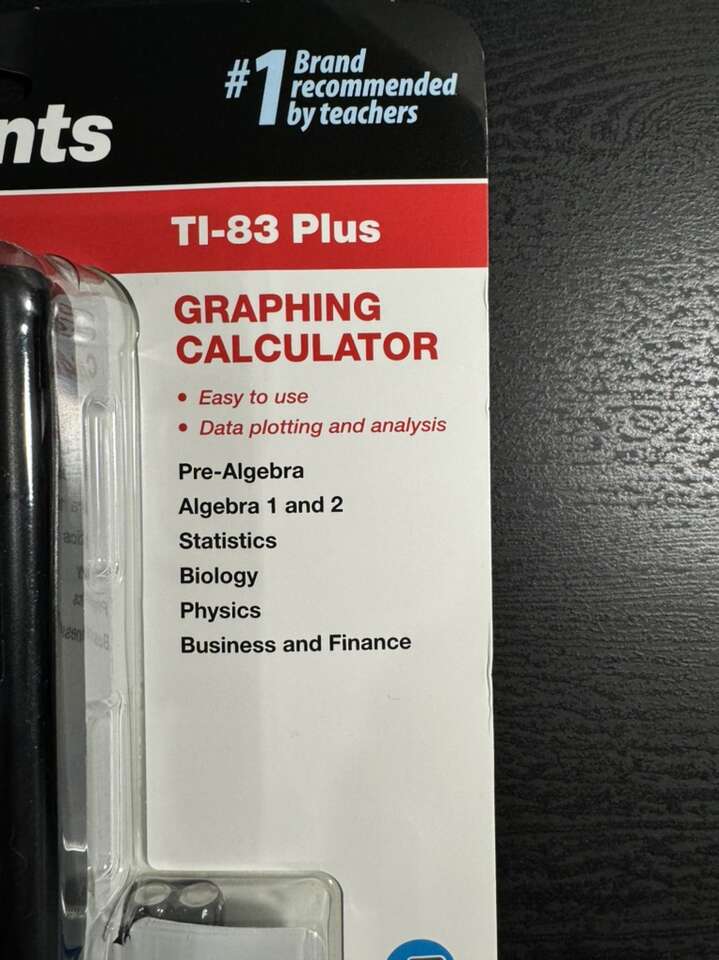 #1 Brand
recommended
by teachers
nts
TI-83 Plus
GRAPHING
CALCULATOR
• Easy to use
• Data plotting and analysis
Pre-Algebra
Algebra 1 and 2
Statistics
Biology
Physics
Business and Finance